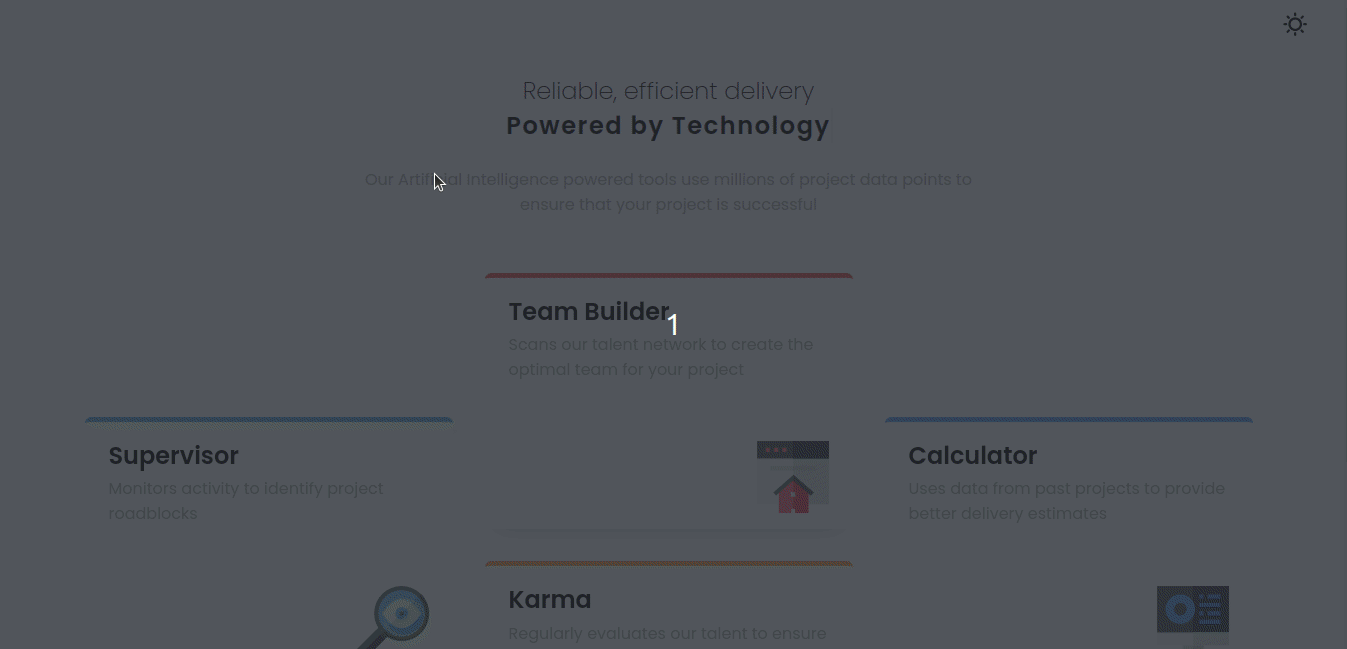 Reliable, efficient delivery
Powered by Technology
Our Artificial Intelligence powered tools use millions of project data points to
ensure that your project is successful
Team Builder
1
Scans our talent network to create the
optimal team for your project
Supervisor
Monitors activity to identify project
roadblocks
Calculator
Uses data from past projects to provide
better delivery estimates
Karma
Regularly evaluates our talent to ensure